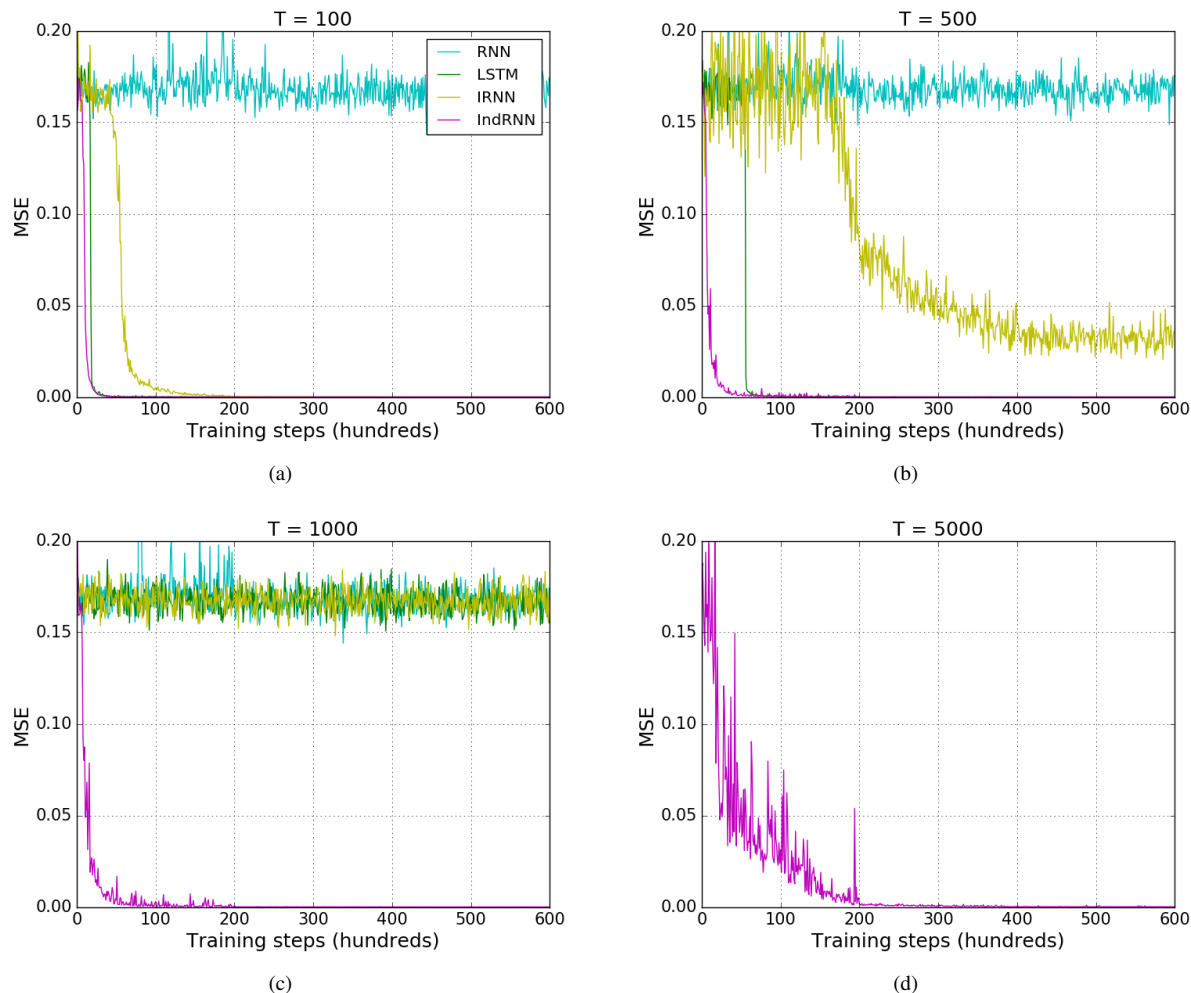 T = 100
0.20
0.15
0.10
0.05
0.00
MSE
RNN
LSTM
IRNN
IndRNN
0 100 200 300 400 500 600
Training steps (hundreds)
(a)
T = 500
0.20
0.15
0.10
0.05
0.00
MSE
0 100 200 300 400 500 600
Training steps (hundreds)
(b)
T = 1000
0.20
0.15
0.10
0.05
0.00
MSE
0 100 200 300 400 500 600
Training steps (hundreds)
(c)
T = 5000
0.20
0.15
0.10
0.05
0.00
MSE
0 100 200 300 400 500 600
Training steps (hundreds)
(d)